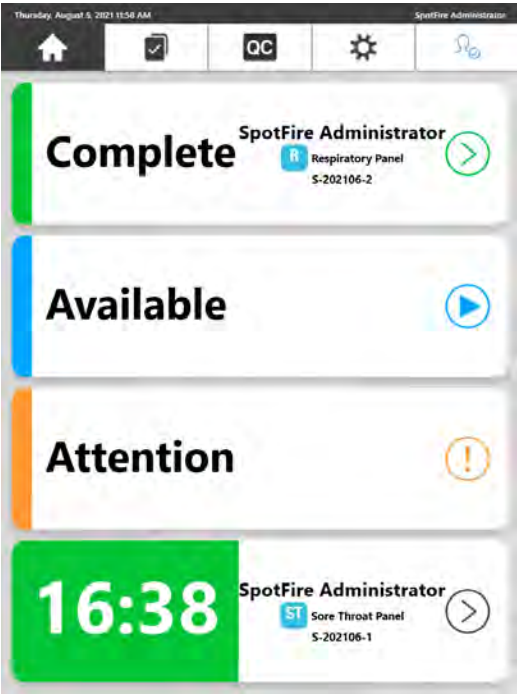 Thursday, August 5, 2021 11:58 AM
SpotFire Administrator
QC
Complete
SpotFire Administrator
R Respiratory Panel
S-202106-2
Available
Attention
!
16:38
SpotFire Administrator
ST Sore Throat Panel
S-202106-1